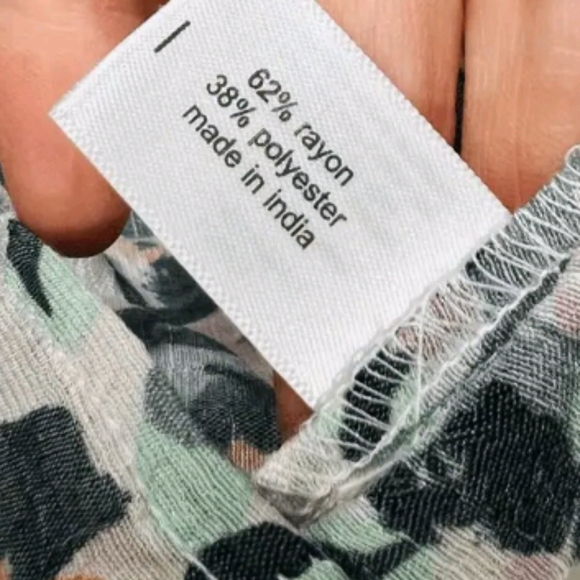 62% rayon
38% polyester
made in india